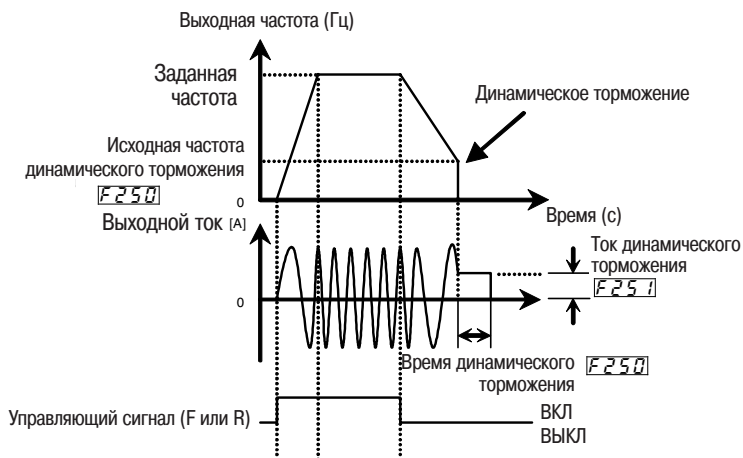 Выходная частота (Гц)
Заданная
частота
Динамическое торможение
Исходная частота
динамического торможения
F250
0
Время (с)
Выходной ток [A]
Ток динамического
торможения
F251
0
Время динамического
торможения
F250
Управляющий сигнал (F или R)
ВКЛ
ВЫКЛ